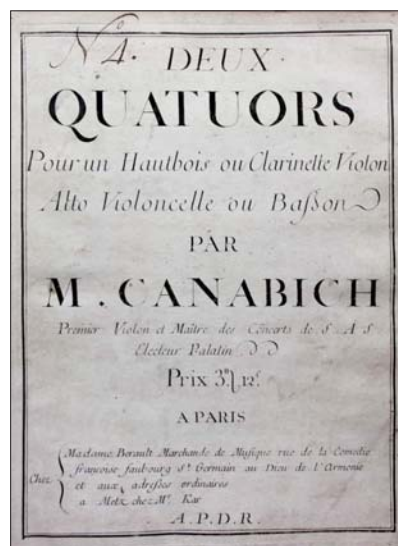 N.º 4.
DEUX
QUATUORS
Pour un Hautbois ou Clarinette Violon
Alto Violoncelle ou Baſſon
PAR
M. CANABICH
Premier Violon et Maître des Concerts de S. A S.
Electeur Palatin
Prix 3.# 12.s
A PARIS
Chez
Madame Berault Marchande de Musique rue de la Comedie
françoise faubourg S.t Germain au Dieu de l'Armonie
et aux adreſſes ordinaires
a Metz chez M.r Kar
A.P.D.R.